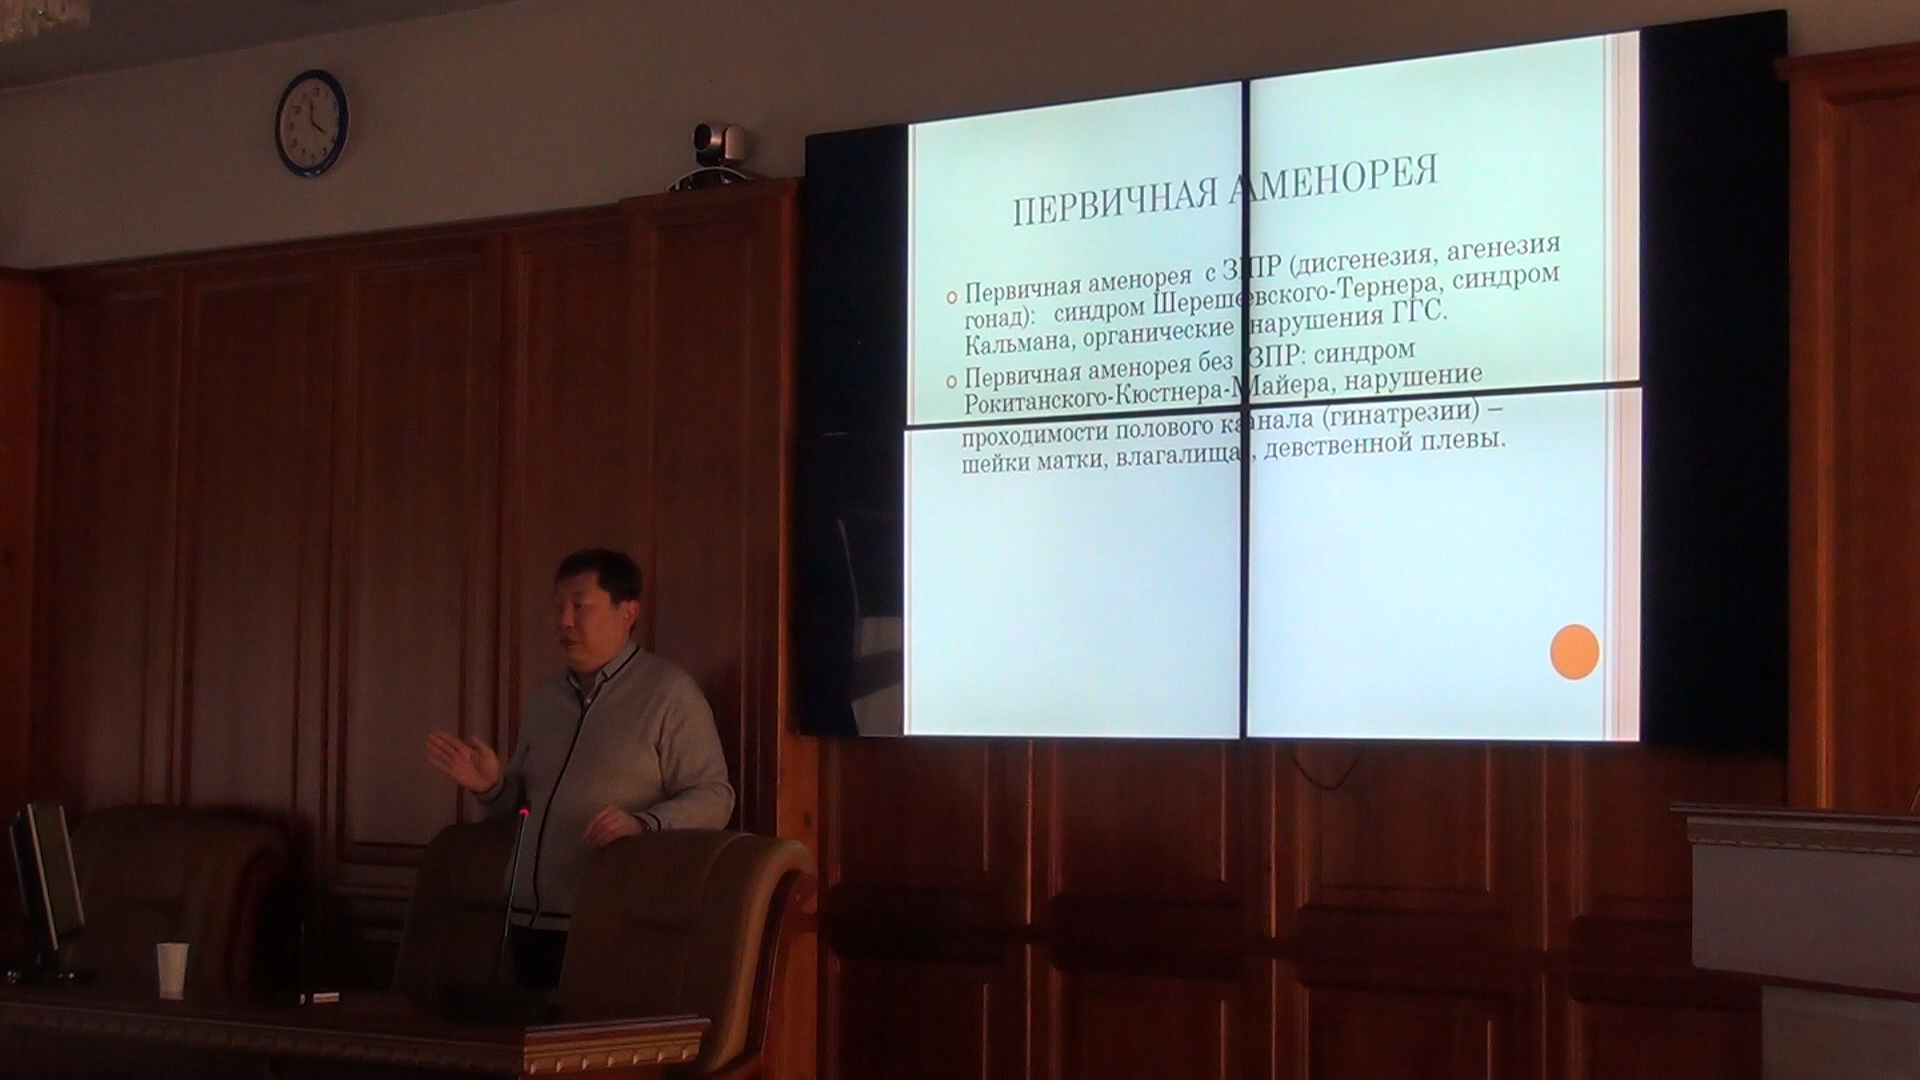 ПЕРВИЧНАЯ АМЕНОРЕЯ
Первичная аменорея с ЗПР (дисгенезия, агенезия
гонад): синдром Шерешевского-Тернера, синдром
Кальмана, органические нарушения ГГС.
Первичная аменорея без ЗПР: синдром
Рокитанского-Кюстнера-Майера, нарушение
проходимости полового канала (гинатрезии) –
шейки матки, влагалища , девственной плевы.